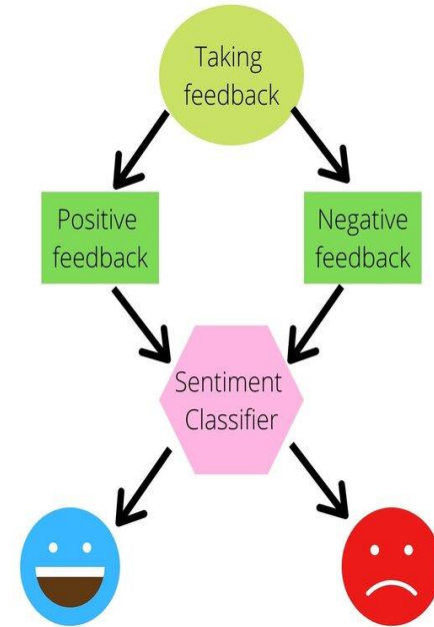 Taking
feedback
Positive
feedback
Negative
feedback
Sentiment
Classifier